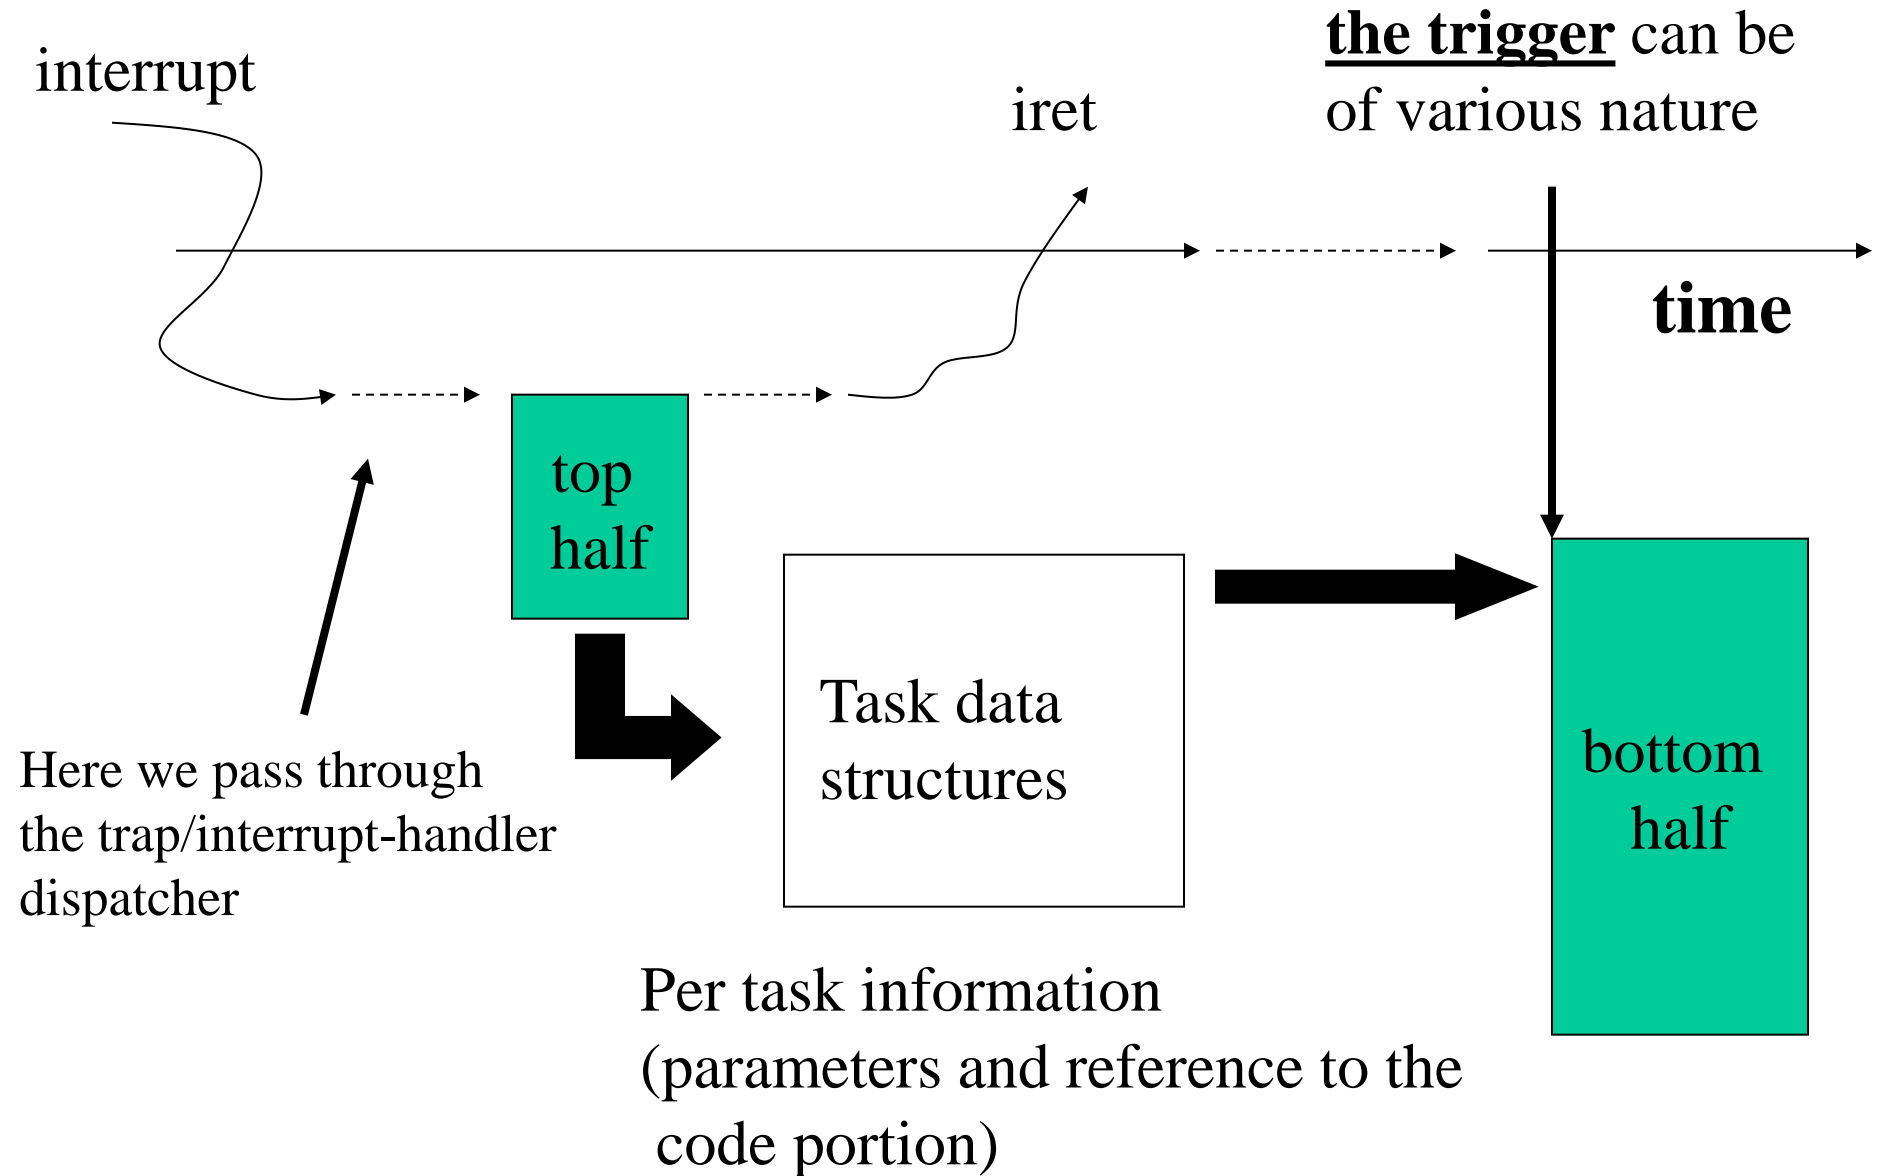 interrupt
iret
the trigger can be
of various nature
time
top
half
Task data
structures
Here we pass through
the trap/interrupt-handler
dispatcher
bottom
half
Per task information
(parameters and reference to the
code portion)